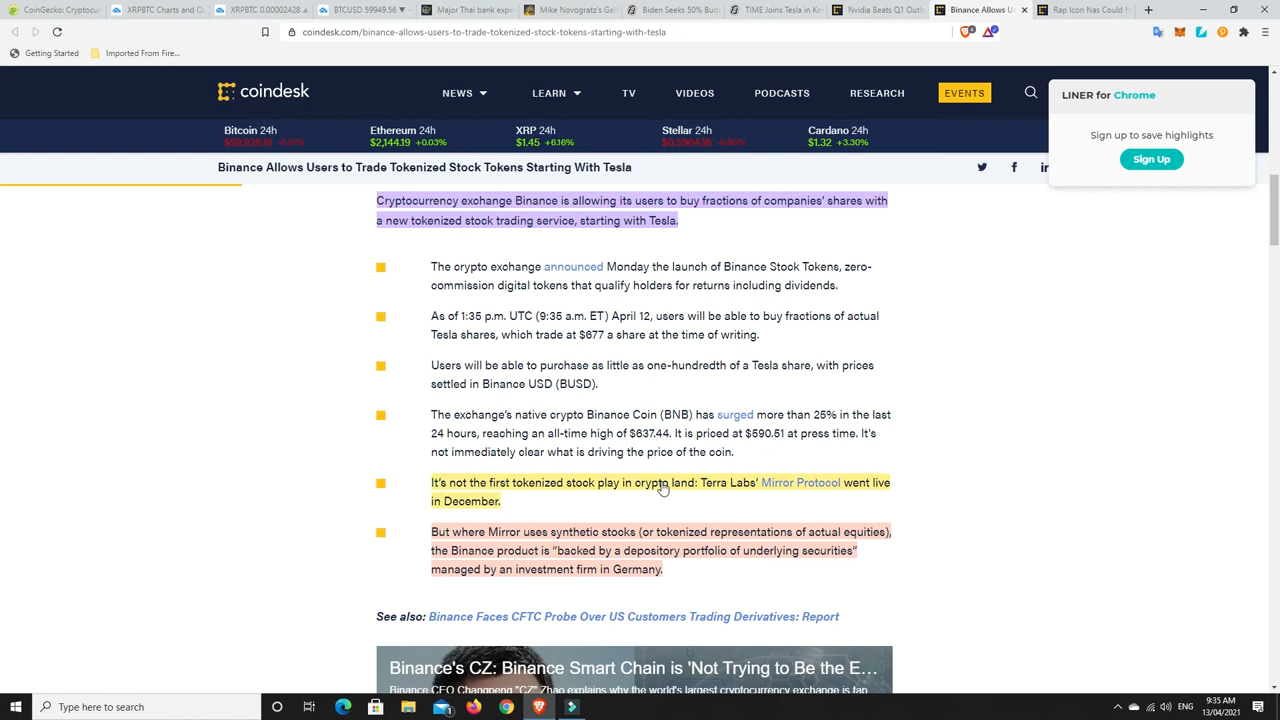 CoinGecko: Cryptocurr
XRPBTC Charts and Q
XRPBTC 0.00002428
BTCUSD 59949.56
Major Thai bank expe
Mike Novogratz's Gala
Biden Seeks 50% Bud
TIME Joins Tesla in Ke
Nvidia Beats Q1 Outl
Binance Allows Us
Rap Icon Nas Could N
coindesk.com/binance-allows-users-to-trade-tokenized-stock-tokens-starting-with-tesla
Getting Started
Imported From Fire...
coindesk
NEWS
LEARN
TV
VIDEOS
PODCASTS
RESEARCH
EVENTS
LINER for Chrome
Sign up to save highlights
Sign Up
Bitcoin 24h
Ethereum 24h
XRP 24h
Stellar 24h
Cardano 24h
$2,144.19 +0.03%
$1.45 +6.16%
$1.32 +3.30%
Binance Allows Users to Trade Tokenized Stock Tokens Starting With Tesla
Cryptocurrency exchange Binance is allowing its users to buy fractions of companies' shares with
a new tokenized stock trading service, starting with Tesla.
The crypto exchange announced Monday the launch of Binance Stock Tokens, zero-
commission digital tokens that qualify holders for returns including dividends.
As of 1:35 p.m. UTC (9:35 a.m. ET) April 12, users will be able to buy fractions of actual
Tesla shares, which trade at $677 a share at the time of writing.
Users will be able to purchase as little as one-hundredth of a Tesla share, with prices
settled in Binance USD (BUSD).
The exchange's native crypto Binance Coin (BNB) has surged more than 25% in the last
24 hours, reaching an all-time high of $637.44. It is priced at $590.51 at press time. It's
not immediately clear what is driving the price of the coin.
It's not the first tokenized stock play in crypto land: Terra Labs' Mirror Protocol went live
in December.
But where Mirror uses synthetic stocks (or tokenized representations of actual equities),
the Binance product is "backed by a depository portfolio of underlying securities"
managed by an investment firm in Germany.
See also: Binance Faces CFTC Probe Over US Customers Trading Derivatives: Report
Binance's CZ: Binance Smart Chain is 'Not Trying to Be the E...
Binance CEO Changpeng "CZ" Zhao explains why the world's largest cryptocurrency exchange is tap
Type here to search
ENG
9:35 AM
13/04/2021